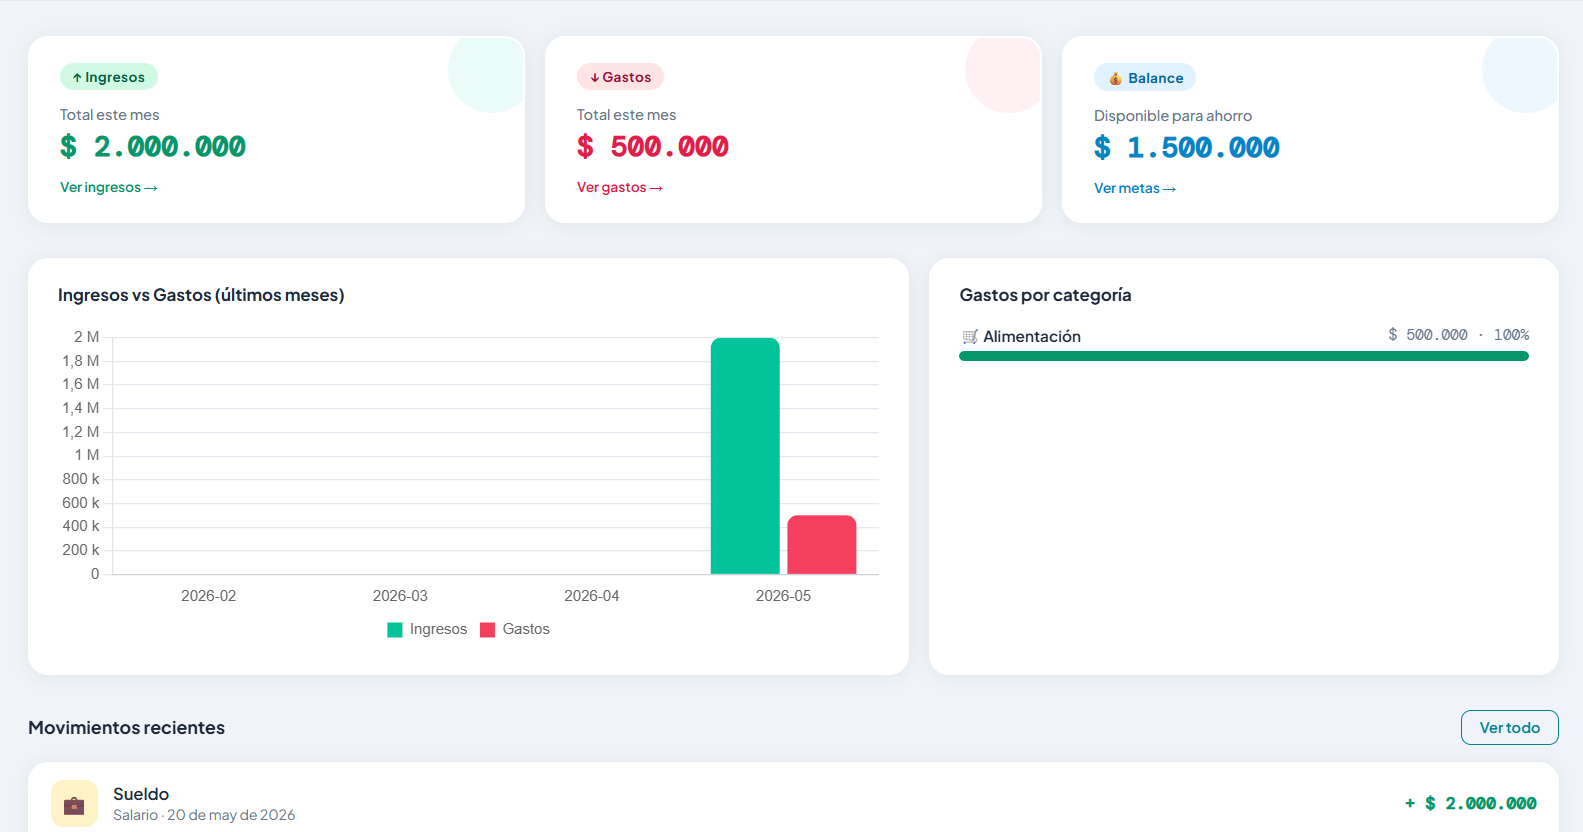 ↑ Ingresos
Total este mes
$ 2.000.000
Ver ingresos →
↓ Gastos
Total este mes
$ 500.000
Ver gastos →
💰 Balance
Disponible para ahorro
$ 1.500.000
Ver metas →
Ingresos vs Gastos (últimos meses)
2 M
1,8 M
1,6 M
1,4 M
1,2 M
1 M
800 k
600 k
400 k
200 k
0
2026-02 2026-03 2026-04 2026-05
Ingresos Gastos
Gastos por categoría
🛒 Alimentación $ 500.000 · 100%
Movimientos recientes
Ver todo
Sueldo
Salario · 20 de may de 2026
+ $ 2.000.000